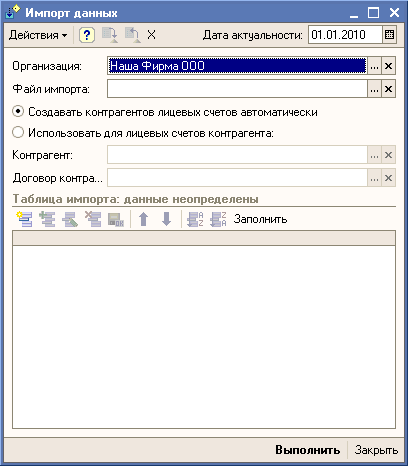 Импорт данных
Действия Дата актуальности: 01.01.2010
Организация: Наша Фирма ООО
Файл импорта:
Создавать контрагентов лицевых счетов автоматически
Использовать для лицевых счетов контрагента:
Контрагент:
Договор контра...
Таблица импорта: данные неопределены
Заполнить
Выполнить Закрыть